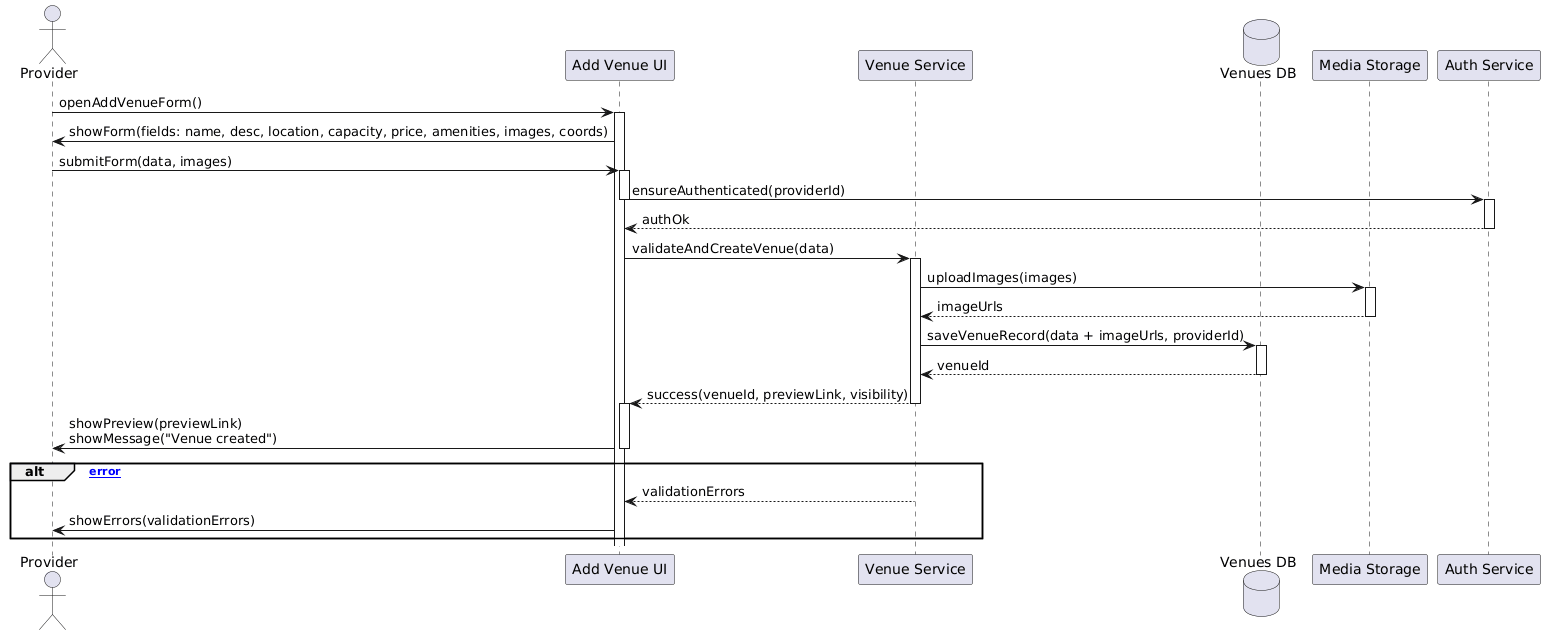 Provider
Add Venue UI
Venue Service
Venues DB
Media Storage
Auth Service
openAddVenueForm()
showForm(fields: name, desc, location, capacity, price, amenities, images, coords)
submitForm(data, images)
ensureAuthenticated(providerId)
authOk
validateAndCreateVenue(data)
uploadImages(images)
imageUrls
saveVenueRecord(data + imageUrls, providerId)
venueId
success(venueId, previewLink, visibility)
showPreview(previewLink)
showMessage("Venue created")
alt
error
validationErrors
showErrors(validationErrors)
Provider
Add Venue UI
Venue Service
Venues DB
Media Storage
Auth Service